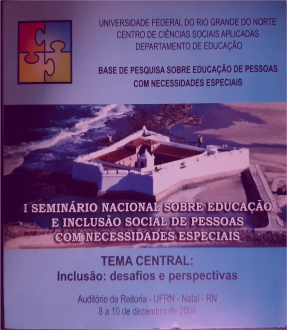 UNIVERSIDADE FEDERAL DO RIO GRANDE DO NORTE
CENTRO DE CIÊNCIAS SOCIAIS APLICADAS
DEPARTAMENTO DE EDUCAÇÃO
BASE DE PESQUISA SOBRE EDUCAÇÃO DE PESSOAS
COM NECESSIDADES ESPECIAIS
I SEMINÁRIO NACIONAL SOBRE EDUCAÇÃO
E INCLUSÃO SOCIAL DE PESSOAS
COM NECESSIDADES ESPECIAIS
TEMA CENTRAL:
Inclusão: desafios e perspectivas
Auditório da Reitoria - UFRN - Natal - RN
8 a 10 de dezembro de 2004